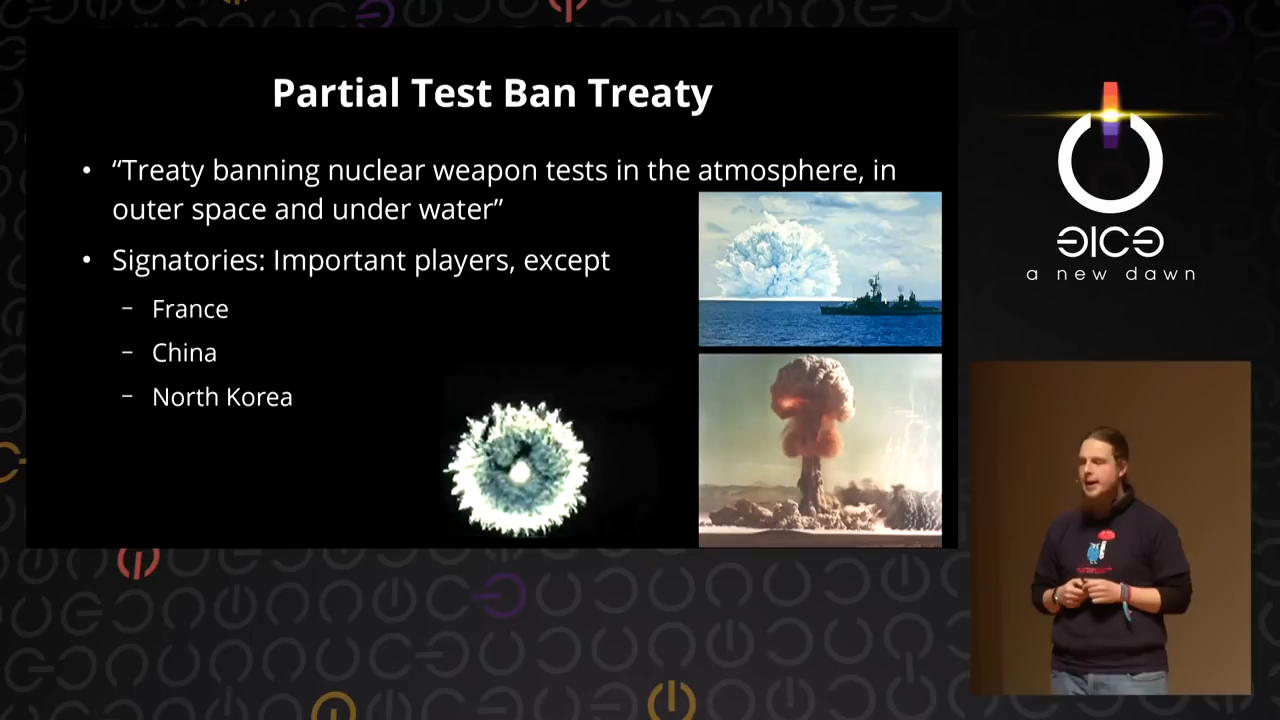 Partial Test Ban Treaty
• “Treaty banning nuclear weapon tests in the atmosphere, in
outer space and under water”
• Signatories: Important players, except
– France
– China
– North Korea
a new dawn